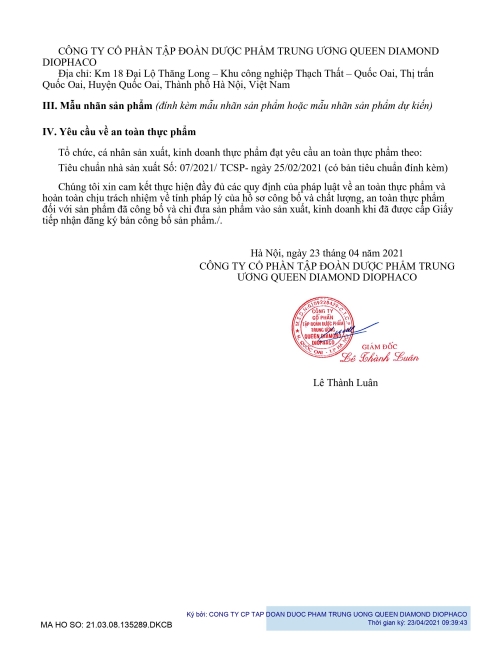 CÔNG TY CỔ PHẦN TẬP ĐOÀN DƯỢC PHẨM TRUNG ƯƠNG QUEEN DIAMOND
DIOPHACO
Địa chỉ: Km 18 Đại Lộ Thăng Long – Khu công nghiệp Thạch Thất – Quốc Oai, Thị trấn
Quốc Oai, Huyện Quốc Oai, Thành phố Hà Nội, Việt Nam
III. Mẫu nhãn sản phẩm (đính kèm mẫu nhãn sản phẩm hoặc mẫu nhãn sản phẩm dự kiến)
IV. Yêu cầu về an toàn thực phẩm
Tổ chức, cá nhân sản xuất, kinh doanh thực phẩm đạt yêu cầu an toàn thực phẩm theo:
Tiêu chuẩn nhà sản xuất Số: 07/2021/ TCSP- ngày 25/02/2021 (có bản tiêu chuẩn đính kèm)
Chúng tôi xin cam kết thực hiện đầy đủ các quy định của pháp luật về an toàn thực phẩm và
hoàn toàn chịu trách nhiệm về tính pháp lý của hồ sơ công bố và chất lượng, an toàn thực phẩm
đối với sản phẩm đã công bố và chỉ đưa sản phẩm vào sản xuất, kinh doanh khi đã được cấp Giấy
tiếp nhận đăng ký bản công bố sản phẩm./.
Hà Nội, ngày 23 tháng 04 năm 2021
CÔNG TY CỔ PHẦN TẬP ĐOÀN DƯỢC PHẨM TRUNG
ƯƠNG QUEEN DIAMOND DIOPHACO
CÔNG TY
CỔ PHẦN
TẬP ĐOÀN DƯỢC PHẨM
TRUNG ƯƠNG
QUEEN DIAMOND
DIOPHACO
GIÁM ĐỐC
Lê Thành Luân
Lê Thành Luân
Ký bởi: CONG TY CP TAP DOAN DUOC PHAM TRUNG UONG QUEEN DIAMOND DIOPHACO
MA HO SO: 21.03.08.135289.DKCB
Thời gian ký: 23/04/2021 09:39:43